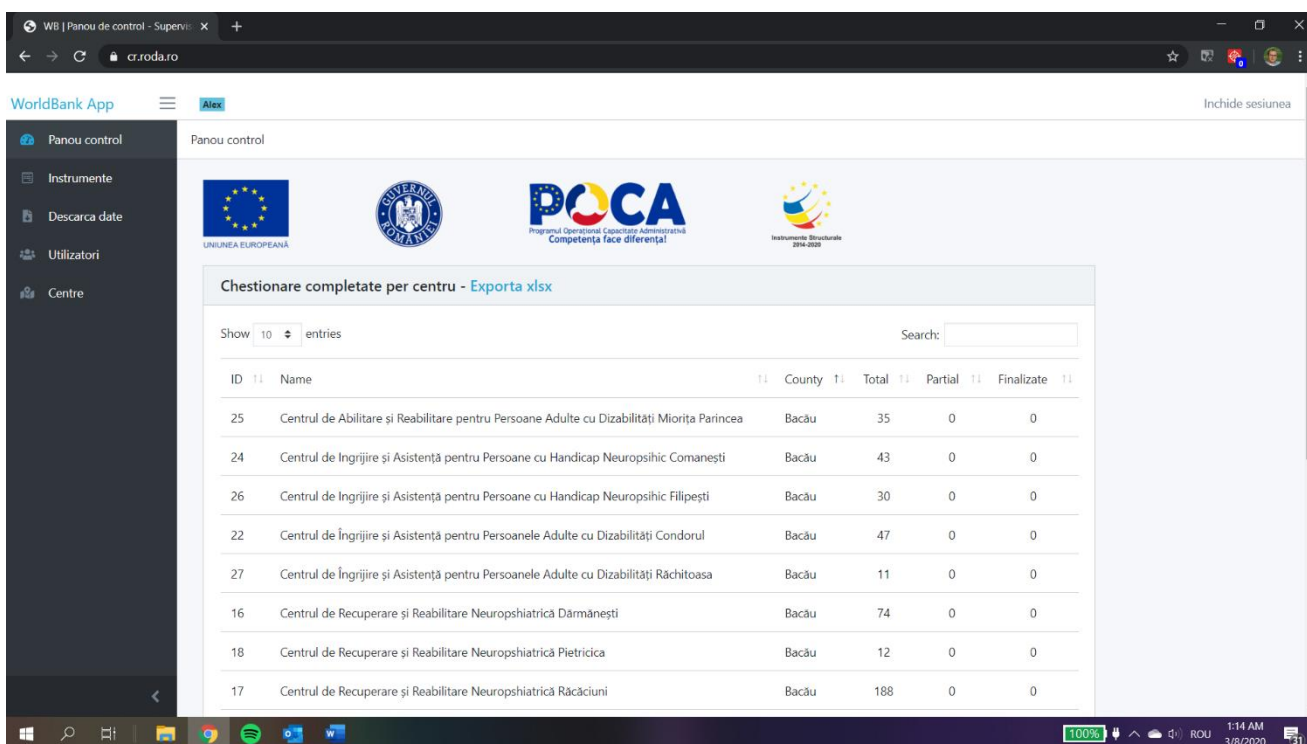 WB | Panou de control - Supervis
cr.roda.ro
0
WorldBank App
Alex
Inchide sesiunea
Panou control
Panou control
Instrumente
Descarca date
Utilizatori
Centre
UNIUNEA EUROPEANĂ
GUVERNUL ROMÂNIEI
POCA
Programul Operațional Capacitate Administrativă
Competența face diferența!
Instrumente Structurale
2014-2020
Chestionare completate per centru - Exporta xlsx
Show 10 entries
Search:
ID Name County Total Partial Finalizate
25 Centrul de Abilitare și Reabilitare pentru Persoane Adulte cu Dizabilități Miorița Parincea Bacău 35 0 0
24 Centrul de Ingrijire și Asistență pentru Persoane cu Handicap Neuropsihic Comanești Bacău 43 0 0
26 Centrul de Ingrijire și Asistență pentru Persoane cu Handicap Neuropsihic Filipești Bacău 30 0 0
22 Centrul de Îngrijire și Asistență pentru Persoanele Adulte cu Dizabilități Condorul Bacău 47 0 0
27 Centrul de Îngrijire și Asistență pentru Persoanele Adulte cu Dizabilități Răchitoasa Bacău 11 0 0
16 Centrul de Recuperare și Reabilitare Neuropshiatrică Dărmănești Bacău 74 0 0
18 Centrul de Recuperare și Reabilitare Neuropshiatrică Pietricica Bacău 12 0 0
17 Centrul de Recuperare și Reabilitare Neuropshiatrică Răcăciuni Bacău 188 0 0
100% ROU 1:14 AM
3/8/2020
31